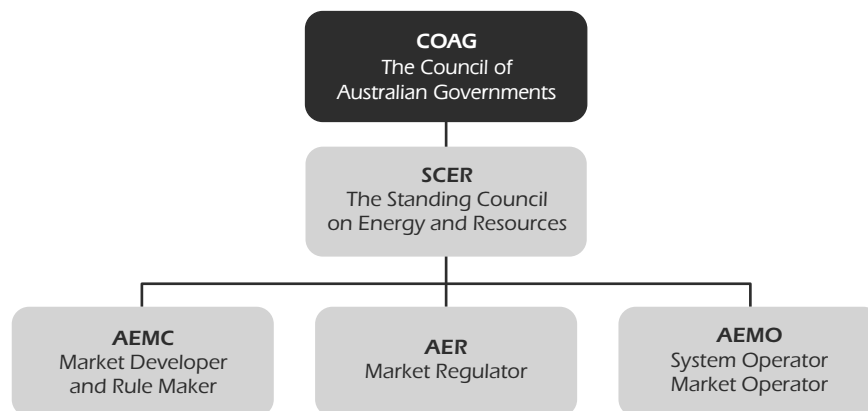 COAG
The Council of
Australian Governments
SCER
The Standing Council
on Energy and Resources
AEMC
Market Developer
and Rule Maker
AER
Market Regulator
AEMO
System Operator
Market Operator